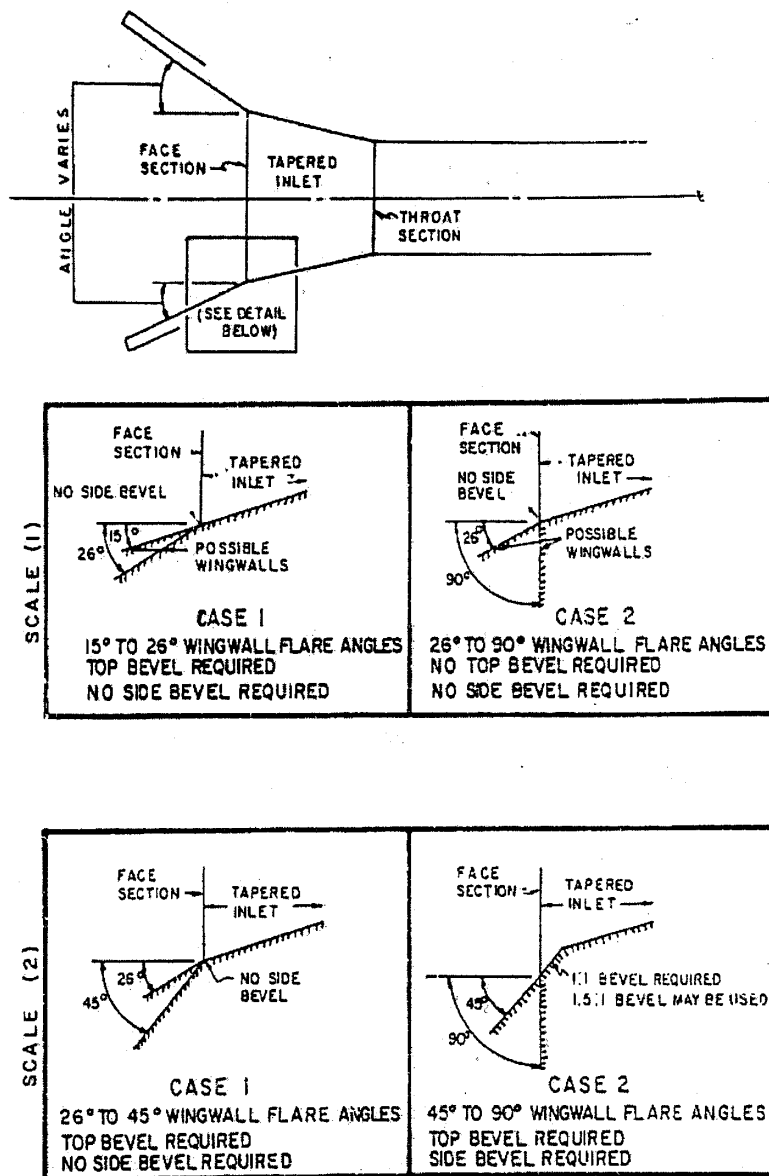 ANGLE VARIES
FACE
SECTION
TAPERED
INLET
THROAT
SECTION
(SEE DETAIL
BELOW)
SCALE (1)
FACE
SECTION
TAPERED
INLET
NO SIDE BEVEL
15°
26°
POSSIBLE
WINGWALLS
CASE 1
15° TO 26° WINGWALL FLARE ANGLES
TOP BEVEL REQUIRED
NO SIDE BEVEL REQUIRED
FACE
SECTION
TAPERED
INLET
NO SIDE
BEVEL
26°
90°
POSSIBLE
WINGWALLS
CASE 2
26° TO 90° WINGWALL FLARE ANGLES
NO TOP BEVEL REQUIRED
NO SIDE BEVEL REQUIRED
SCALE (2)
FACE
SECTION
TAPERED
INLET
26°
45°
NO SIDE
BEVEL
CASE 1
26° TO 45° WINGWALL FLARE ANGLES
TOP BEVEL REQUIRED
NO SIDE BEVEL REQUIRED
FACE
SECTION
TAPERED
INLET
1:1 BEVEL REQUIRED
1.5:1 BEVEL MAY BE USED
45°
90°
CASE 2
45° TO 90° WINGWALL FLARE ANGLES
TOP BEVEL REQUIRED
SIDE BEVEL REQUIRED